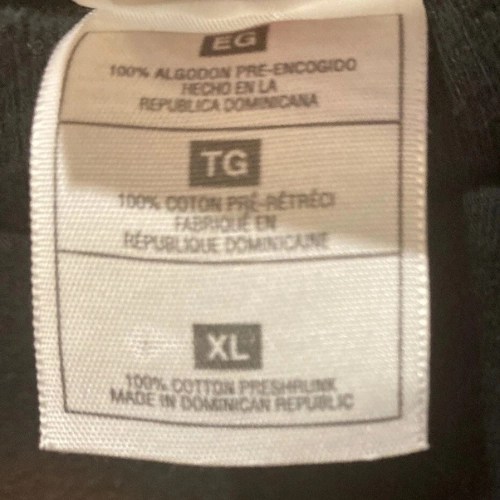 EG
100% ALGODON PRE-ENCOGIDO
HECHO EN LA
REPUBLICA DOMINICANA
TG
100% COTON PRÉ-RÉTRÉCI
FABRIQUÉ EN
RÉPUBLIQUE DOMINICAINE
XL
100% COTTON PRESHRUNK
MADE IN DOMINICAN REPUBLIC